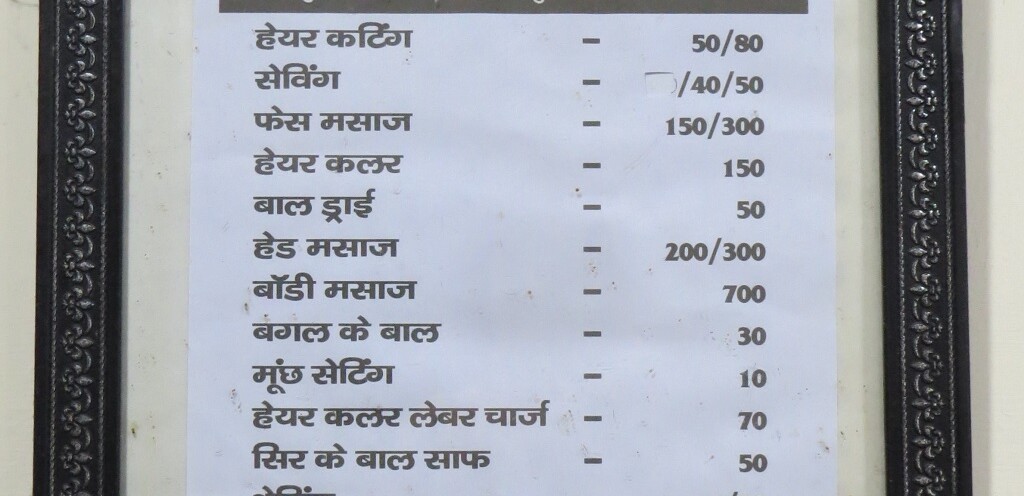 हेयर कटिंग - 50/80
सेविंग - /40/50
फेस मसाज - 150/300
हेयर कलर - 150
बाल ड्राई - 50
हेड मसाज - 200/300
बॉडी मसाज - 700
बगल के बाल - 30
मूंछ सेटिंग - 10
हेयर कलर लेबर चार्ज - 70
सिर के बाल साफ - 50